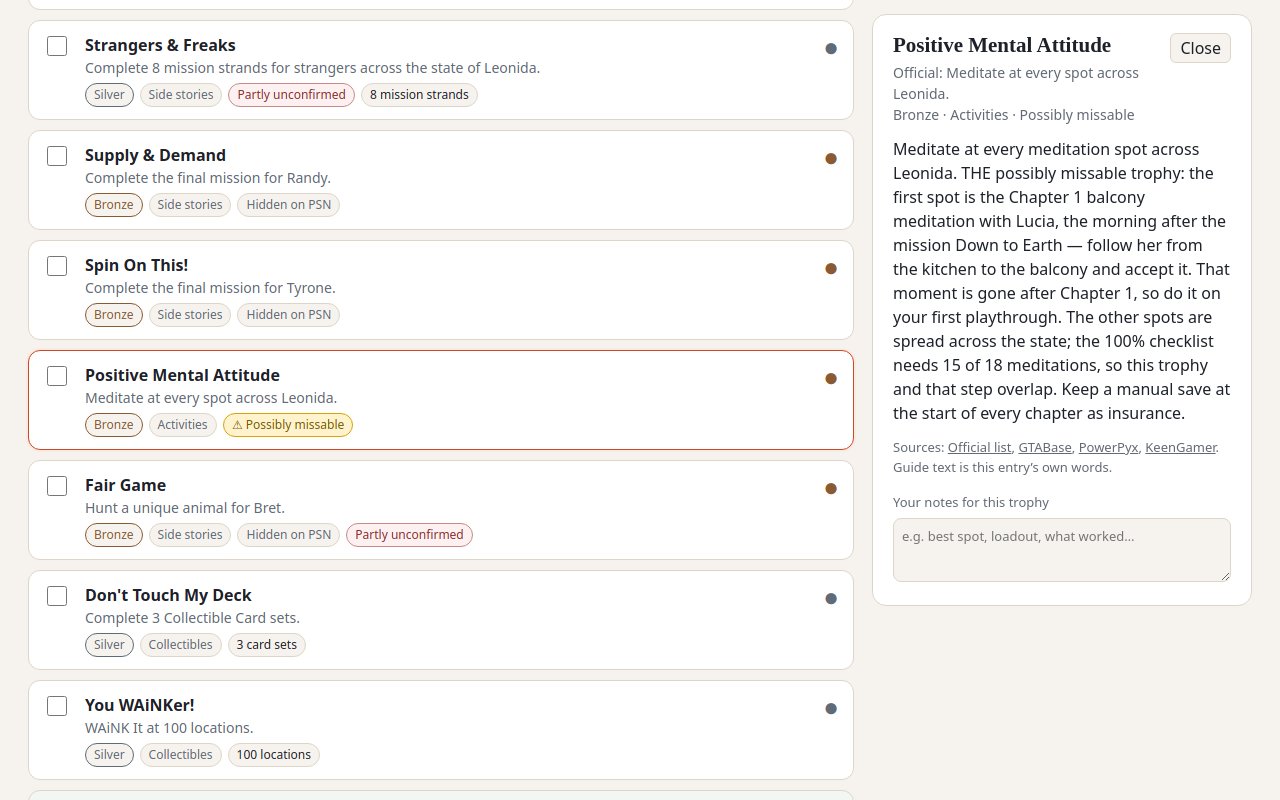 Strangers & Freaks
Complete 8 mission strands for strangers across the state of Leonida.
Silver Side stories Partly unconfirmed 8 mission strands
Supply & Demand
Complete the final mission for Randy.
Bronze Side stories Hidden on PSN
Spin On This!
Complete the final mission for Tyrone.
Bronze Side stories Hidden on PSN
Positive Mental Attitude
Meditate at every spot across Leonida.
Bronze Activities ⚠ Possibly missable
Fair Game
Hunt a unique animal for Bret.
Bronze Side stories Hidden on PSN Partly unconfirmed
Don't Touch My Deck
Complete 3 Collectible Card sets.
Silver Collectibles 3 card sets
You WAiNKer!
WAiNK It at 100 locations.
Silver Collectibles 100 locations
Positive Mental Attitude
Close
Official: Meditate at every spot across
Leonida.
Bronze · Activities · Possibly missable
Meditate at every meditation spot across
Leonida. THE possibly missable trophy: the
first spot is the Chapter 1 balcony
meditation with Lucia, the morning after the
mission Down to Earth — follow her from
the kitchen to the balcony and accept it. That
moment is gone after Chapter 1, so do it on
your first playthrough. The other spots are
spread across the state; the 100% checklist
needs 15 of 18 meditations, so this trophy
and that step overlap. Keep a manual save at
the start of every chapter as insurance.
Sources: Official list, GTABase, PowerPyx, KeenGamer.
Guide text is this entry’s own words.
Your notes for this trophy
e.g. best spot, loadout, what worked…